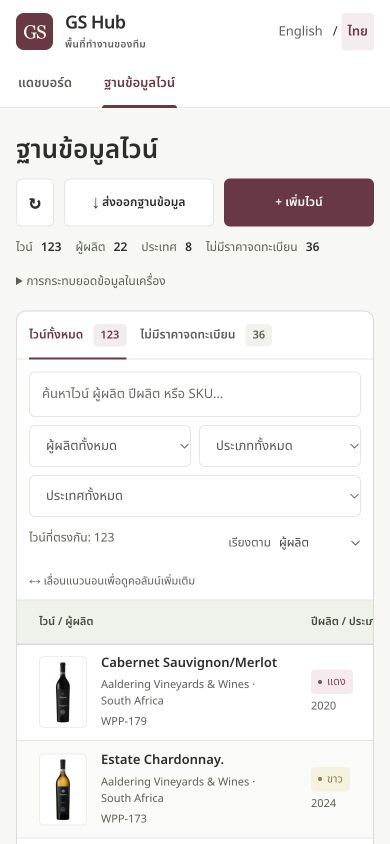 GS
GS Hub
พื้นที่ทำงานของทีม
English / ไทย
แดชบอร์ด ฐานข้อมูลไวน์
ฐานข้อมูลไวน์
↻ ↓ ส่งออกฐานข้อมูล + เพิ่มไวน์
ไวน์ 123 ผู้ผลิต 22 ประเทศ 8 ไม่มีราคาจดทะเบียน 36
▶ การกระทบยอดข้อมูลในเครื่อง
ไวน์ทั้งหมด 123 ไม่มีราคาจดทะเบียน 36
ค้นหาไวน์ ผู้ผลิต ปีผลิต หรือ SKU...
ผู้ผลิตทั้งหมด ประเภททั้งหมด
ประเทศทั้งหมด
ไวน์ที่ตรงกัน: 123 เรียงตาม ผู้ผลิต
↔ เลื่อนแนวนอนเพื่อดูคอลัมน์เพิ่มเติม
ไวน์ / ผู้ผลิต ปีผลิต /
Cabernet Sauvignon/Merlot
Aaldering Vineyards & Wines ·
South Africa
WPP-179
• แดง
2020
Estate Chardonnay.
Aaldering Vineyards & Wines ·
South Africa
WPP-173
• ขาว
2024